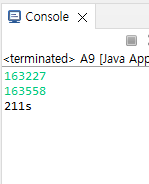 Console
<terminated> A9 [Java App
163227
163558
211s